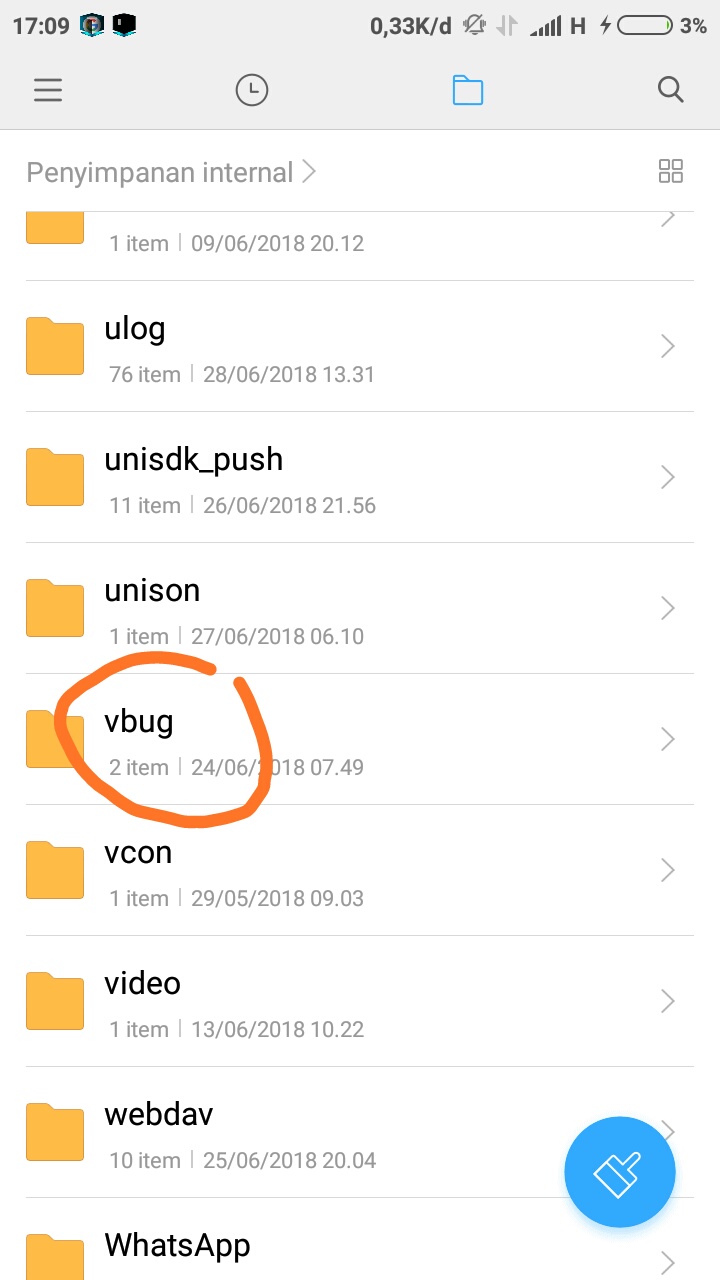 17:09 0,33K/d H 3%
Penyimpanan internal
1 item 09/06/2018 20.12
ulog
76 item 28/06/2018 13.31
unisdk_push
11 item 26/06/2018 21.56
unison
1 item 27/06/2018 06.10
vbug
2 item 24/06/2018 07.49
vcon
1 item 29/05/2018 09.03
video
1 item 13/06/2018 10.22
webdav
10 item 25/06/2018 20.04
WhatsApp